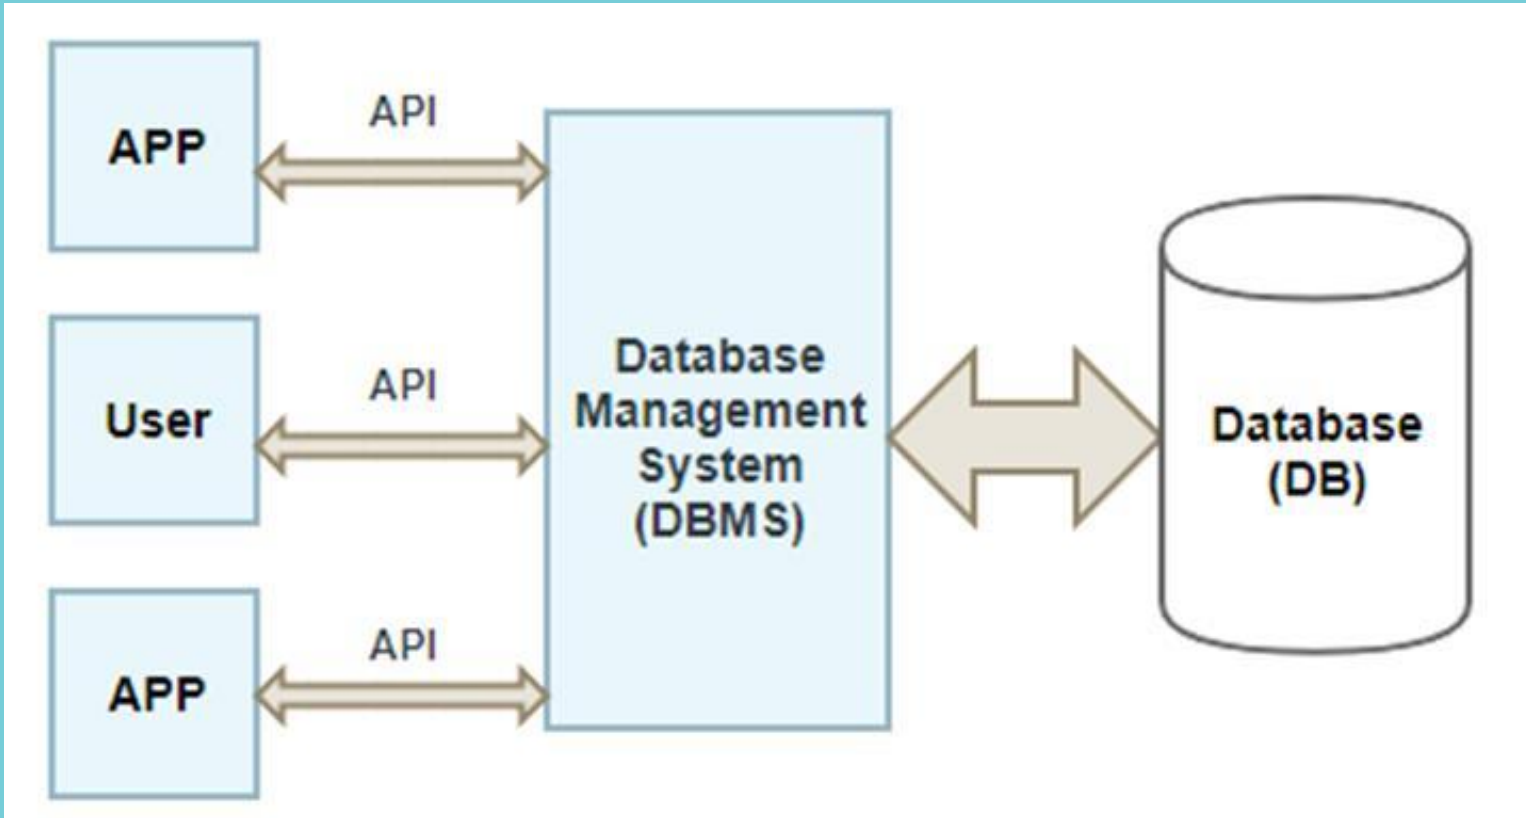 APP
API
User
API
APP
API
Database
Management
System
(DBMS)
Database
(DB)